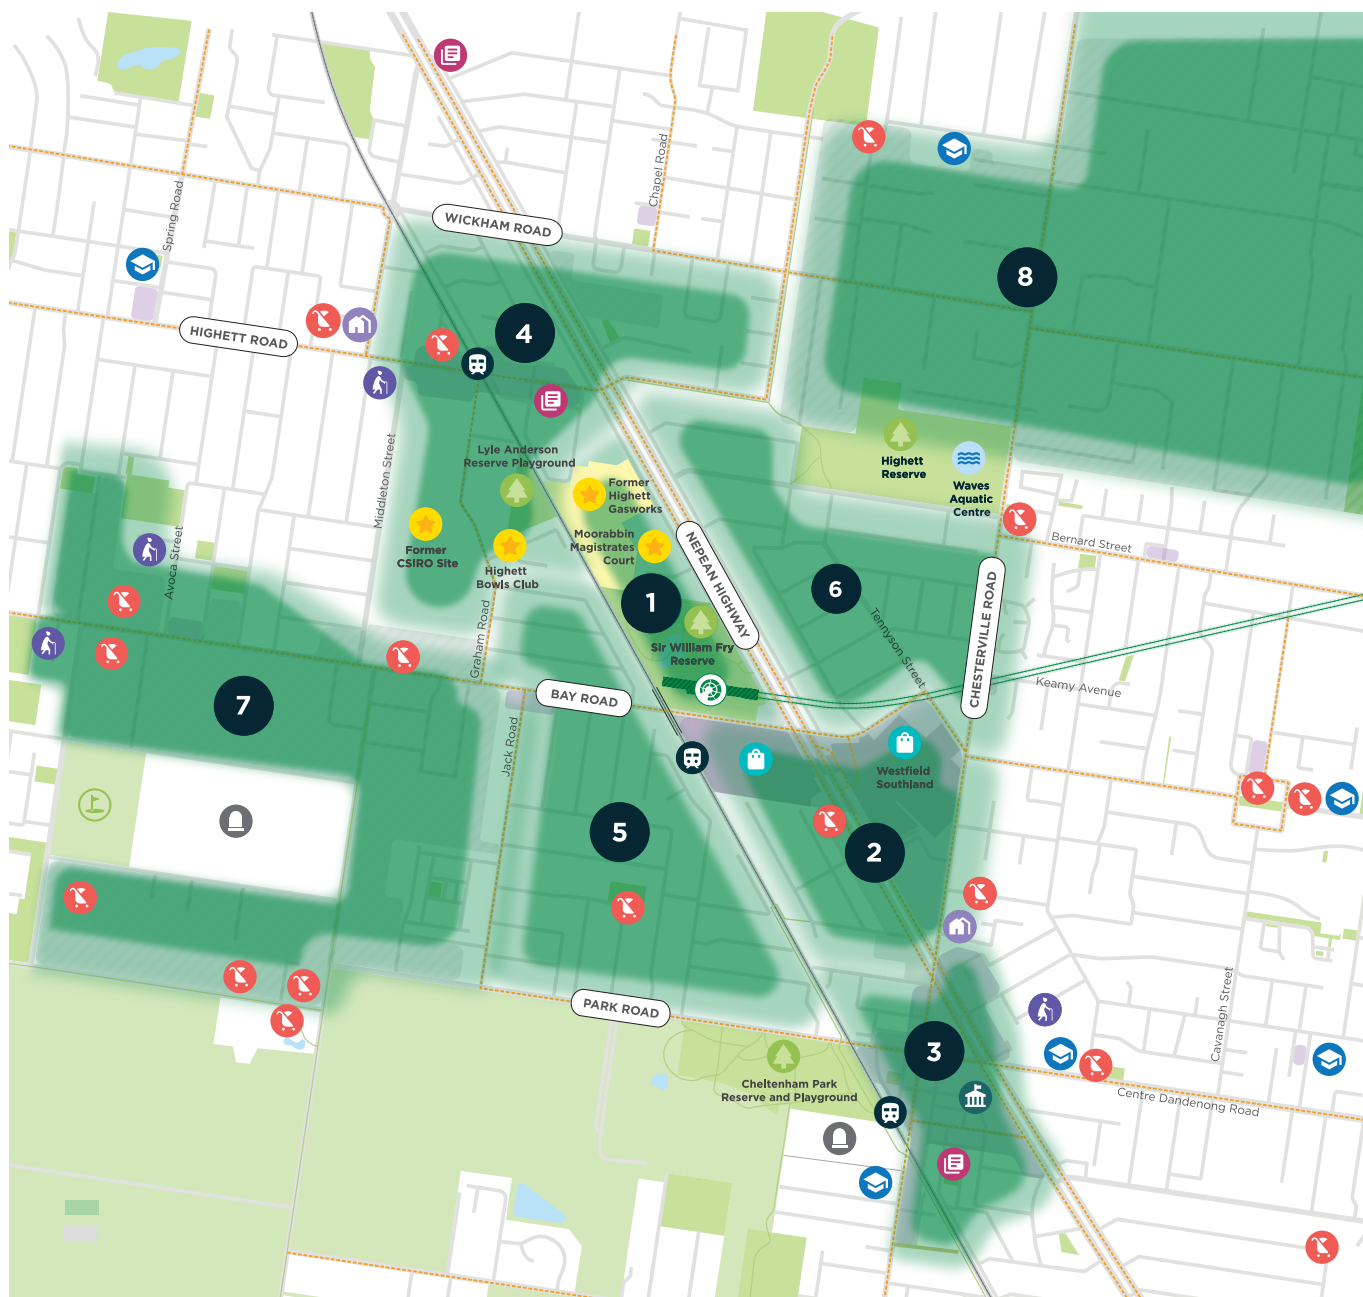 WICKHAM ROAD
Chapel Road
Spring Road
HIGHETT ROAD
4
8
Middleton Street
Lyle Anderson
Reserve Playground
Former
Highett
Gasworks
Moorabbin
Magistrates
Court
Former
CSIRO Site
Highett
Bowls Club
Highett
Reserve
Waves
Aquatic
Centre
Bernard Street
NEPEAN HIGHWAY
CHESTERVILLE ROAD
Avoca Street
1
6
Tennyson Street
Graham Road
Sir William Fry
Reserve
Keamy Avenue
7
BAY ROAD
Jack Road
Westfield
Southland
5
2
PARK ROAD
Cavanagh Street
3
Cheltenham Park
Reserve and Playground
Centre Dandenong Road